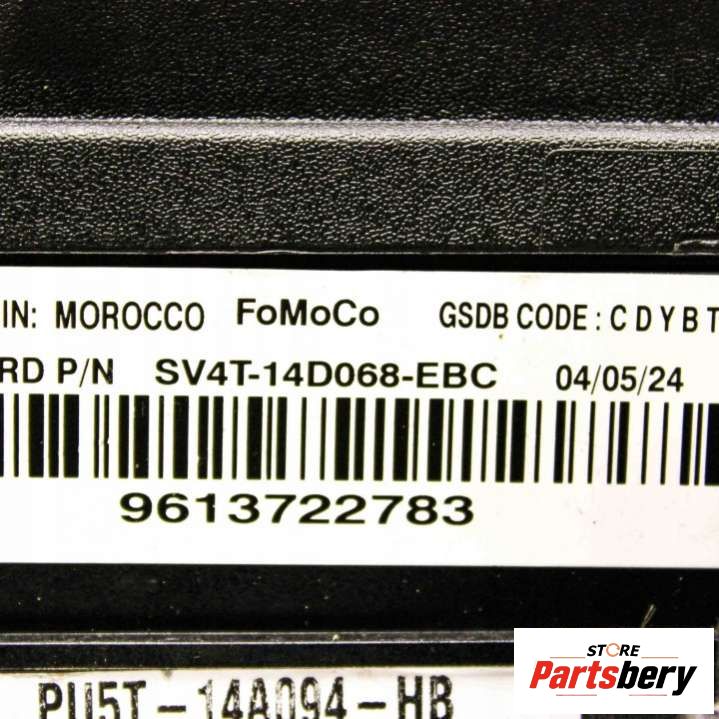 IN: MOROCCO FoMoCo GSDB CODE : C D Y B T
RD P/N SV4T-14D068-EBC 04/05/24
9613722783
PU5T-14A094-HB
STORE
Partsbery